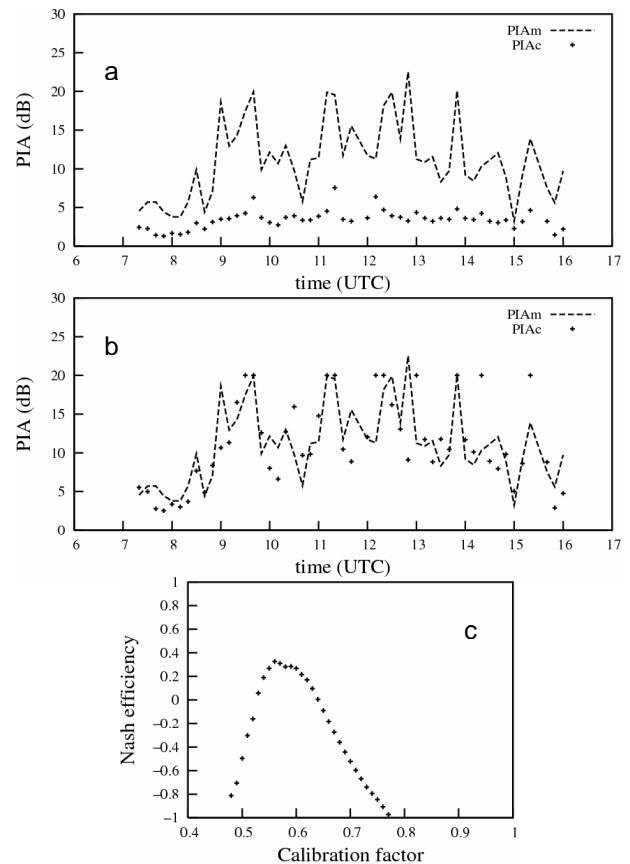 30
25
20
15
10
5
0
PIA (dB)
a
PIAm
PIAc
7 8 9 10 11 12 13 14 15 16 17
time (UTC)
30
25
20
15
10
5
0
PIA (dB)
b
PIAm
PIAc
7 8 9 10 11 12 13 14 15 16 17
time (UTC)
1
0.8
0.6
0.4
0.2
0
−0.2
−0.4
−0.6
−0.8
−1
Nash efficiency
c
0.4 0.5 0.6 0.7 0.8 0.9 1
Calibration factor